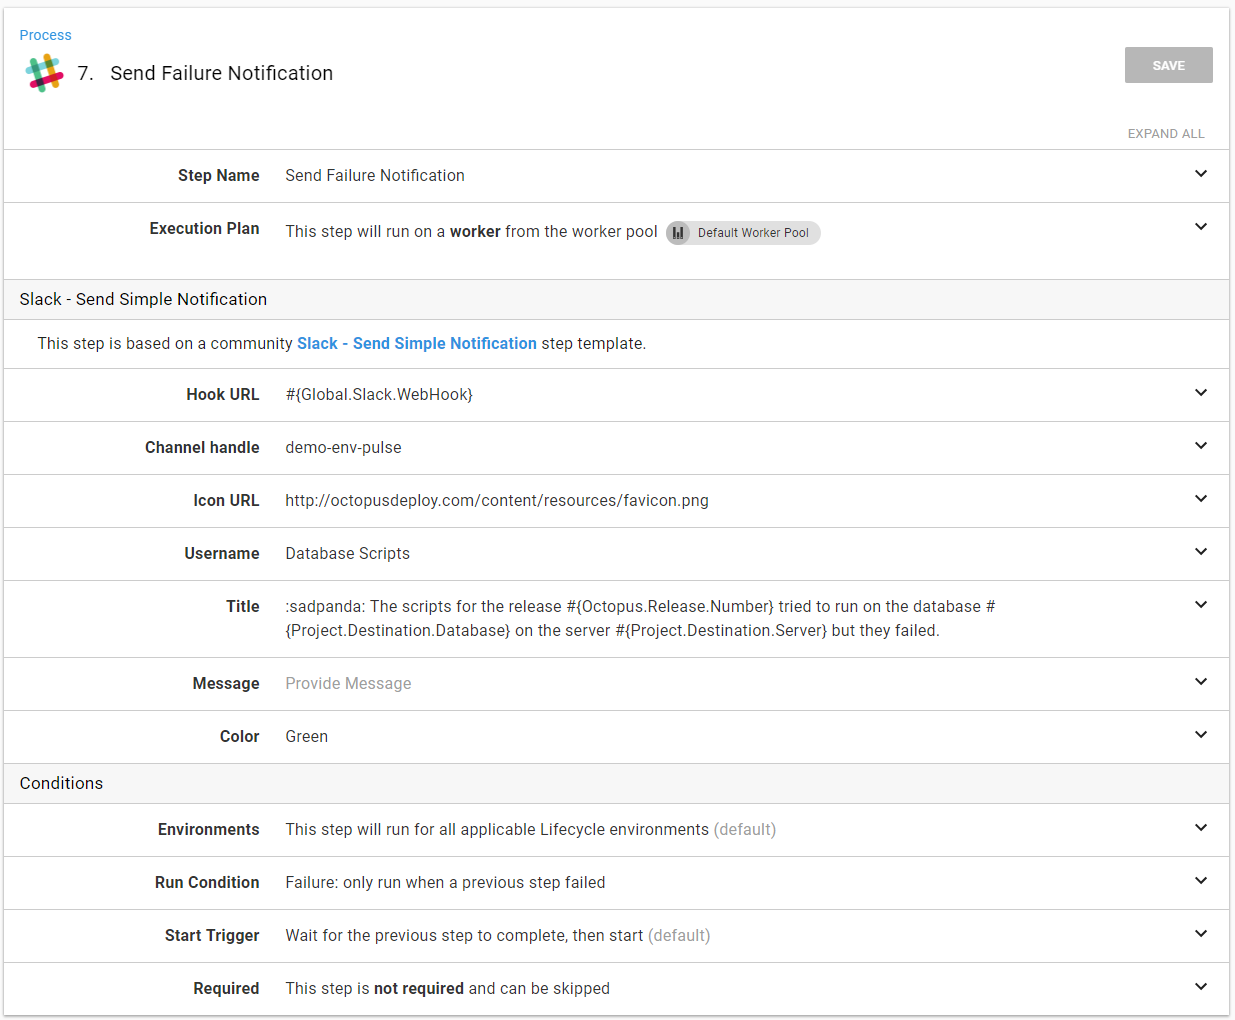 Process
7. Send Failure Notification
SAVE
EXPAND ALL
Step Name Send Failure Notification
Execution Plan This step will run on a worker from the worker pool Default Worker Pool
Slack - Send Simple Notification
This step is based on a community Slack - Send Simple Notification step template.
Hook URL #{Global.Slack.WebHook}
Channel handle demo-env-pulse
Icon URL http://octopusdeploy.com/content/resources/favicon.png
Username Database Scripts
Title :sadpanda: The scripts for the release #{Octopus.Release.Number} tried to run on the database #
{Project.Destination.Database} on the server #{Project.Destination.Server} but they failed.
Message Provide Message
Color Green
Conditions
Environments This step will run for all applicable Lifecycle environments (default)
Run Condition Failure: only run when a previous step failed
Start Trigger Wait for the previous step to complete, then start (default)
Required This step is not required and can be skipped